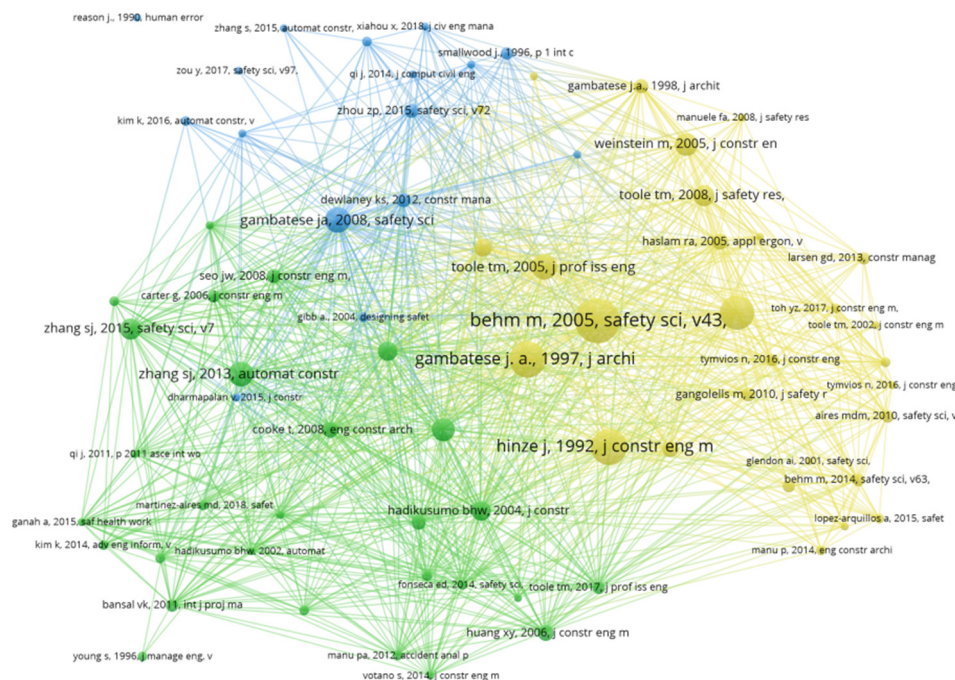 reason j., 1990, human error
zhang s, 2015, automat constr,
xiahou x, 2018, j civ eng mana
smallwood j., 1996, p 1 int c
zou y, 2017, safety sci, v97,
qi j, 2014, j comput civil eng
gambatese j.a., 1998, j archit
kim k, 2016, automat constr, v
zhou zp, 2015, safety sci, v72
manuele fa, 2008, j safety res
weinstein m, 2005, j constr en
dewlaney ks, 2012, constr mana
toole tm, 2008, j safety res,
gambatese ja, 2008, safety sci
haslam ra, 2005, appl ergon, v
larsen gd, 2013, constr manag
toole tm, 2005, j prof iss eng
seo jw, 2008, j constr eng m,
carter g, 2006, j constr eng m
toh yz, 2017, j constr eng m,
gibb a., 2004, designing safet
behm m, 2005, safety sci, v43,
toole tm, 2002, j constr eng m
zhang sj, 2015, safety sci, v7
gambatese j. a., 1997, j archi
tymvios n, 2016, j constr eng
zhang sj, 2013, automat constr
tymvios n, 2016, j constr eng
gangolells m, 2010, j safety r
dharmapalan v, 2015, j constr
aires mdm, 2010, safety sci, v
cooke t, 2008, eng constr arch
hinze j, 1992, j constr eng m
qi j, 2011, p 2011 asce int wo
glendon ai, 2001, safety sci,
behm m, 2014, safety sci, v63,
martinez-aires md, 2018, safet
hadikusumo bhw, 2004, j constr
ganah a, 2015, saf health work
lopez-arquillos a, 2015, safet
kim k, 2014, adv eng inform, v
hadikusumo bhw, 2002, automat
manu p, 2014, eng constr archi
fonseca ed, 2014, safety sci,
toole tm, 2017, j prof iss eng
bansal vk, 2011, int j proj ma
huang xy, 2006, j constr eng m
young s, 1996, j manage eng, v
manu pa, 2012, accident anal p
votano s, 2014, j constr eng m